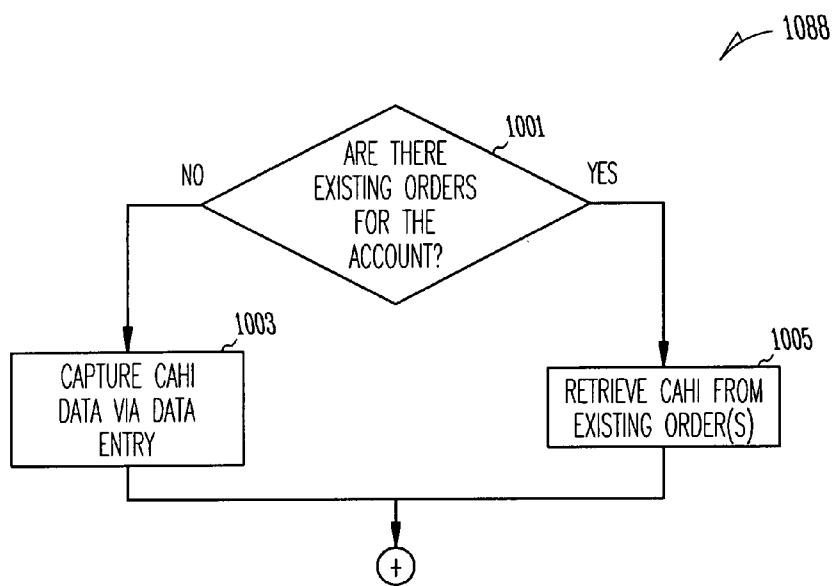 1088
1001
ARE THERE
EXISTING ORDERS
FOR THE
ACCOUNT?
NO
YES
1003
CAPTURE CAHI
DATA VIA DATA
ENTRY
1005
RETRIEVE CAHI FROM
EXISTING ORDER(S)
+